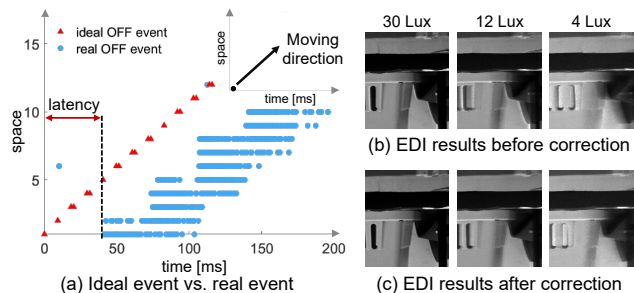 ideal OFF event
real OFF event
space
Moving
direction
time [ms]
latency
space
15
10
5
0
50
100
150
200
time [ms]
(a) Ideal event vs. real event
30 Lux
12 Lux
4 Lux
(b) EDI results before correction
(c) EDI results after correction